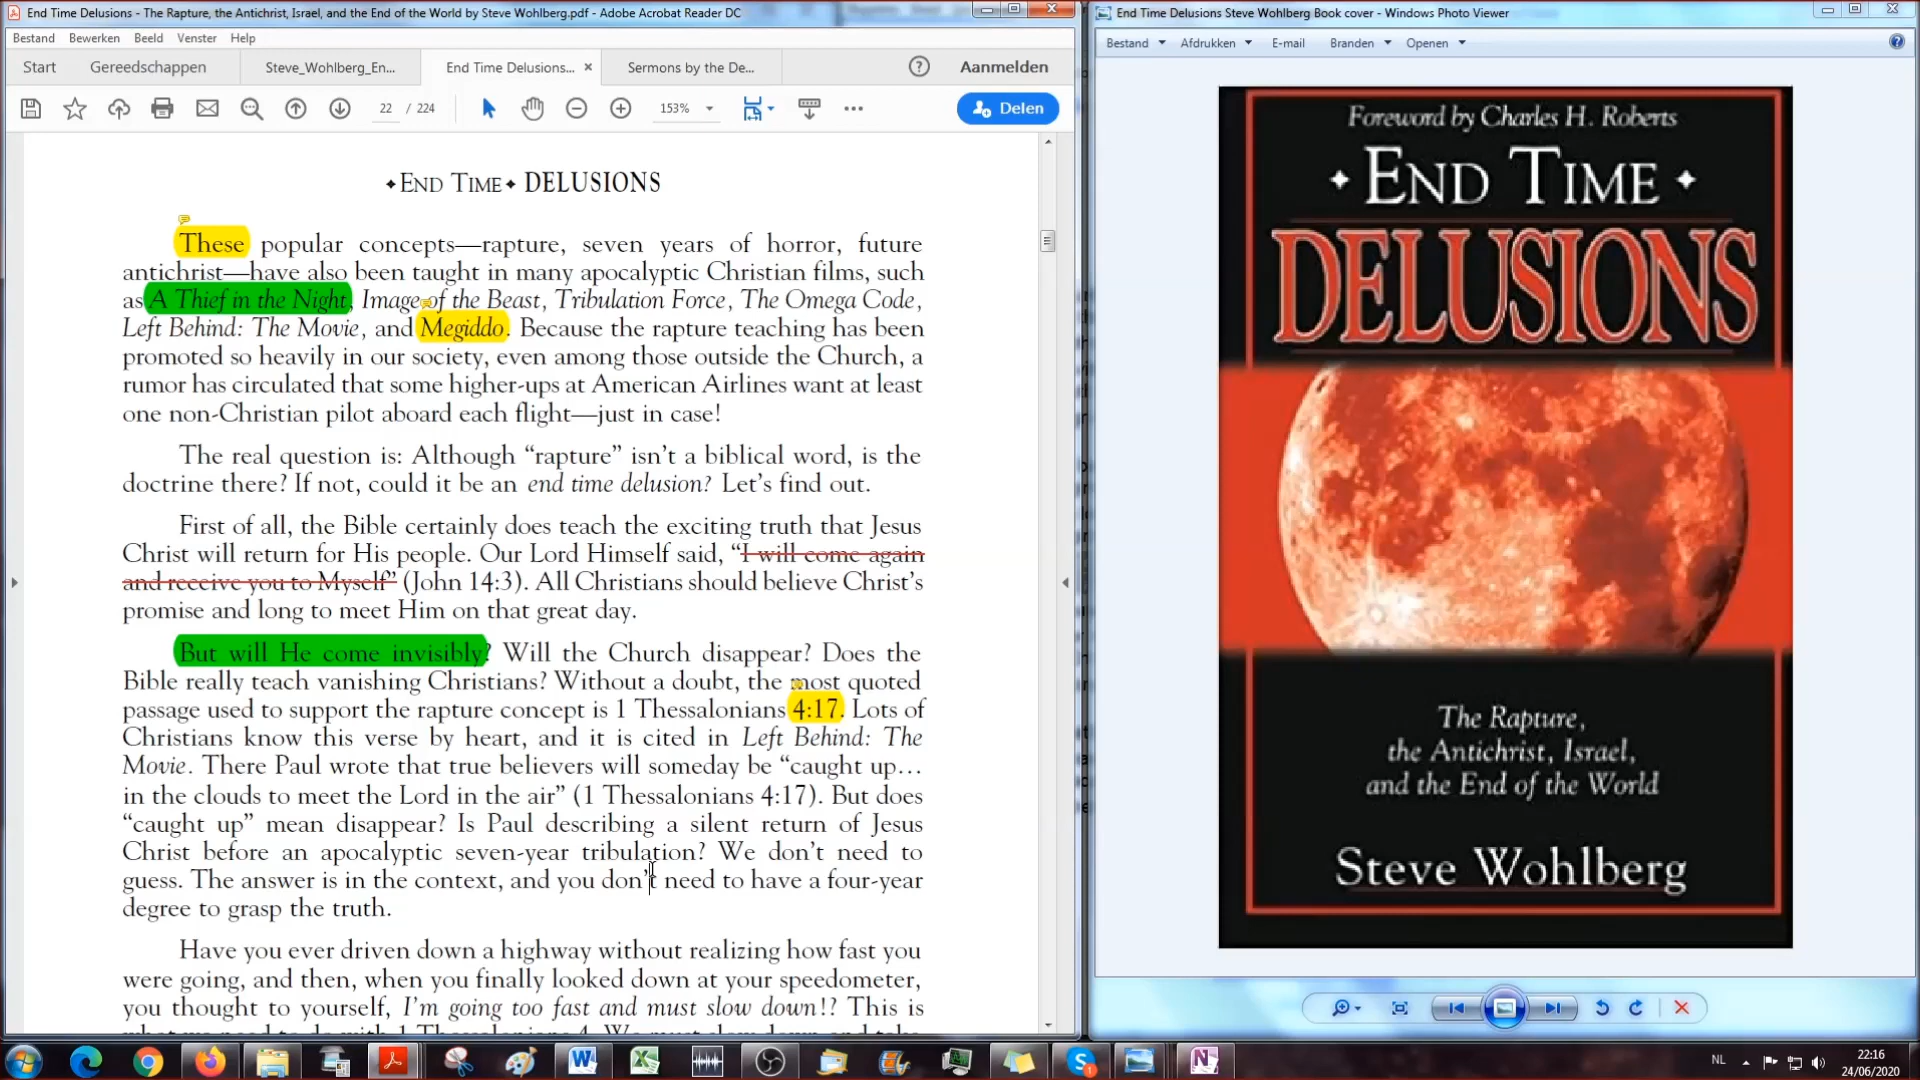 End Time Delusions - The Rapture, the Antichrist, Israel, and the End of the World by Steve Wohlberg.pdf - Adobe Acrobat Reader DC
Bestand Bewerken Beeld Venster Help
Start Gereedschappen Steve_Wohlberg_En... End Time Delusions... × Sermons by the De... ? Aanmelden
22 / 224 153% Delen
END TIME DELUSIONS
These popular concepts—rapture, seven years of horror, future
antichrist—have also been taught in many apocalyptic Christian films, such
as A Thief in the Night, Image of the Beast, Tribulation Force, The Omega Code,
Left Behind: The Movie, and Megiddo. Because the rapture teaching has been
promoted so heavily in our society, even among those outside the Church, a
rumor has circulated that some higher-ups at American Airlines want at least
one non-Christian pilot aboard each flight—just in case!
The real question is: Although “rapture” isn’t a biblical word, is the
doctrine there? If not, could it be an end time delusion? Let’s find out.
First of all, the Bible certainly does teach the exciting truth that Jesus
Christ will return for His people. Our Lord Himself said, “I will come again
and receive you to Myself” (John 14:3). All Christians should believe Christ’s
promise and long to meet Him on that great day.
But will He come invisibly? Will the Church disappear? Does the
Bible really teach vanishing Christians? Without a doubt, the most quoted
passage used to support the rapture concept is 1 Thessalonians 4:17. Lots of
Christians know this verse by heart, and it is cited in Left Behind: The
Movie. There Paul wrote that true believers will someday be “caught up…
in the clouds to meet the Lord in the air” (1 Thessalonians 4:17). But does
“caught up” mean disappear? Is Paul describing a silent return of Jesus
Christ before an apocalyptic seven-year tribulation? We don’t need to
guess. The answer is in the context, and you don’t need to have a four-year
degree to grasp the truth.
Have you ever driven down a highway without realizing how fast you
were going, and then, when you finally looked down at your speedometer,
you thought to yourself, I’m going too fast and must slow down!? This is
what we need to do with 1 Thessalonians 4. We must slow down and take
End Time Delusions Steve Wohlberg Book cover - Windows Photo Viewer
Bestand Afdrukken E-mail Branden Openen
Foreword by Charles H. Roberts
END TIME
DELUSIONS
The Rapture,
the Antichrist, Israel,
and the End of the World
Steve Wohlberg
NL
22:16
24/06/2020